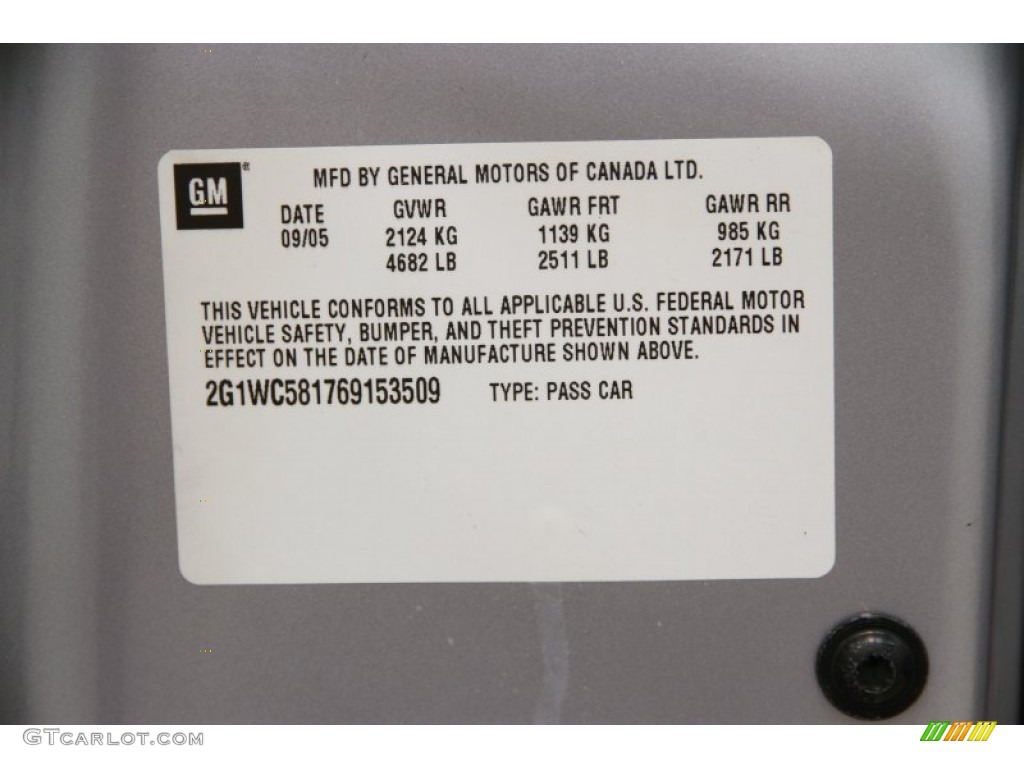 GM®
MFD BY GENERAL MOTORS OF CANADA LTD.
DATE GVWR GAWR FRT GAWR RR
09/05 2124 KG 1139 KG 985 KG
4682 LB 2511 LB 2171 LB
THIS VEHICLE CONFORMS TO ALL APPLICABLE U.S. FEDERAL MOTOR
VEHICLE SAFETY, BUMPER, AND THEFT PREVENTION STANDARDS IN
EFFECT ON THE DATE OF MANUFACTURE SHOWN ABOVE.
2G1WC581769153509 TYPE: PASS CAR
GTCARLOT.COM